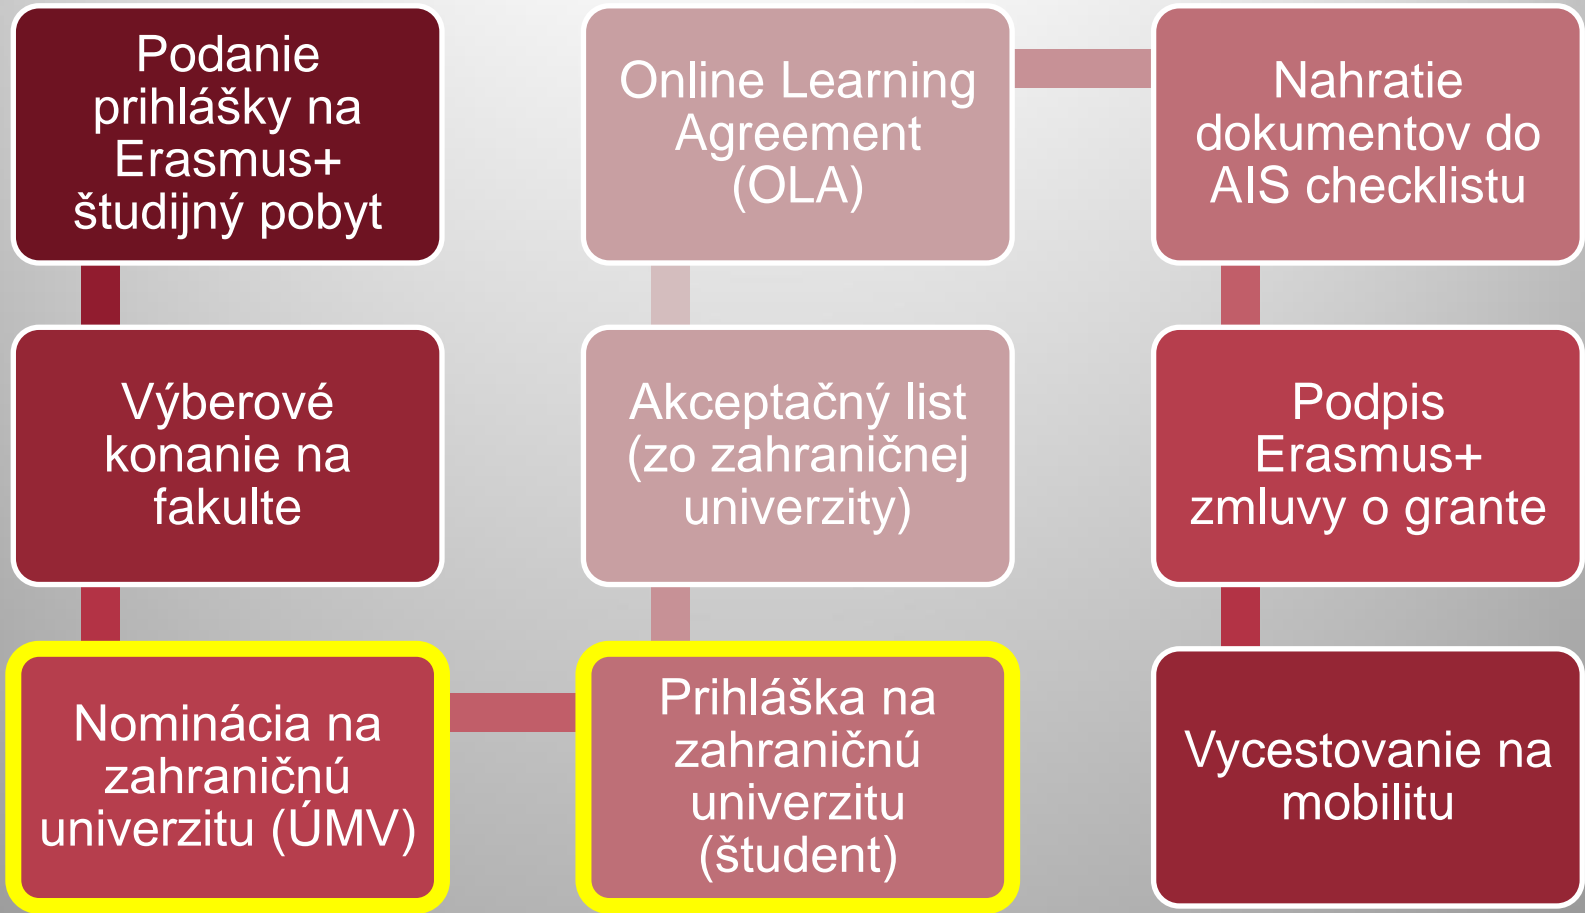 Podanie
prihlášky na
Erasmus+
študijný pobyt
Výberové
konanie na
fakulte
Nominácia na
zahraničnú
univerzitu (ÚMV)
Prihláška na
zahraničnú
univerzitu
(študent)
Akceptačný list
(zo zahraničnej
univerzity)
Online Learning
Agreement
(OLA)
Nahratie
dokumentov do
AIS checklistu
Podpis
Erasmus+
zmluvy o grante
Vycestovanie na
mobilitu